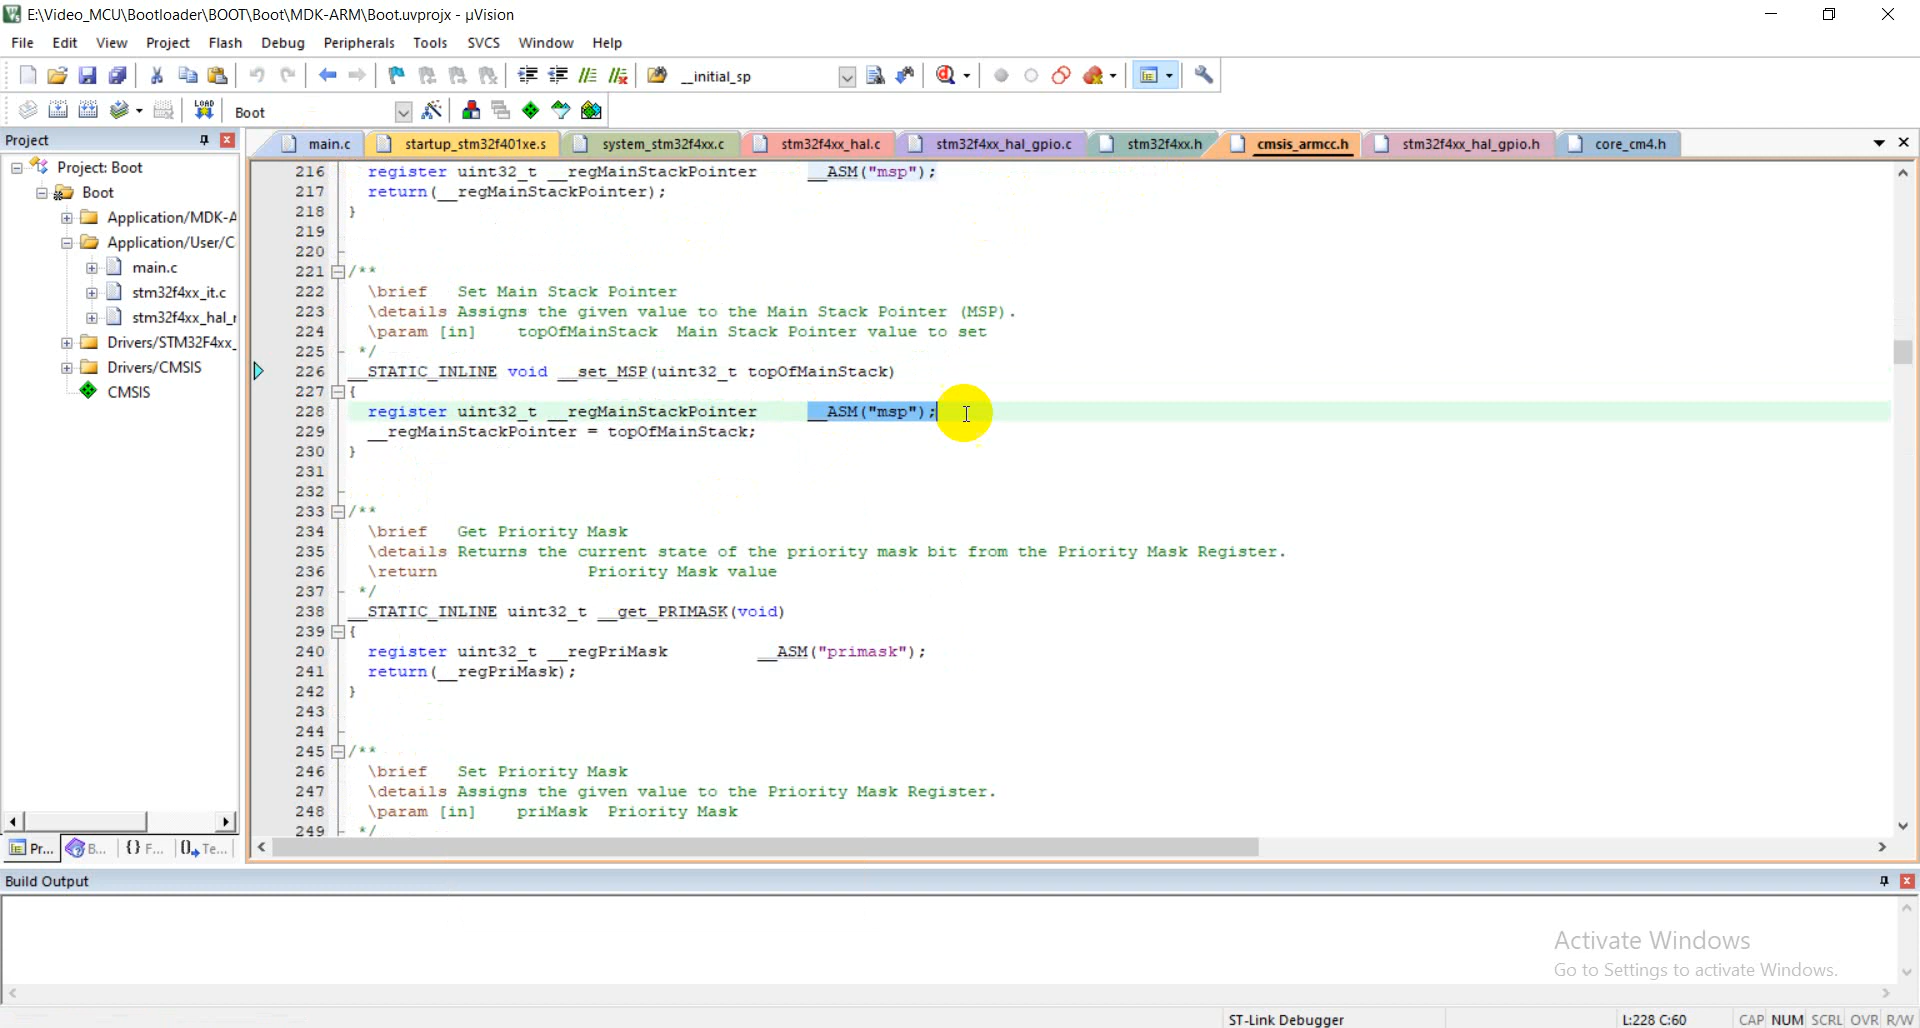 E:\Video_MCU\Bootloader\BOOT\Boot\MDK-ARM\Boot.uvprojx - µVision
File Edit View Project Flash Debug Peripherals Tools SVCS Window Help
__initial_sp
LOAD Boot
Project
main.c startup_stm32f401xe.s system_stm32f4xx.c stm32f4xx_hal.c stm32f4xx_hal_gpio.c stm32f4xx.h cmsis_armcc.h stm32f4xx_hal_gpio.h core_cm4.h
Project: Boot
Boot
Application/MDK-A
Application/User/C
main.c
stm32f4xx_it.c
stm32f4xx_hal_r
Drivers/STM32F4xx_
Drivers/CMSIS
CMSIS
Pr... B... {} F... Te...
216 register uint32_t __regMainStackPointer __ASM("msp");
217 return(__regMainStackPointer);
218 }
219
220
221 /**
222 \brief Set Main Stack Pointer
223 \details Assigns the given value to the Main Stack Pointer (MSP).
224 \param [in] topOfMainStack Main Stack Pointer value to set
225 */
226 __STATIC_INLINE void __set_MSP(uint32_t topOfMainStack)
227 {
228 register uint32_t __regMainStackPointer __ASM("msp");
229 __regMainStackPointer = topOfMainStack;
230 }
231
232
233 /**
234 \brief Get Priority Mask
235 \details Returns the current state of the priority mask bit from the Priority Mask Register.
236 \return Priority Mask value
237 */
238 __STATIC_INLINE uint32_t __get_PRIMASK(void)
239 {
240 register uint32_t __regPriMask __ASM("primask");
241 return(__regPriMask);
242 }
243
244
245 /**
246 \brief Set Priority Mask
247 \details Assigns the given value to the Priority Mask Register.
248 \param [in] priMask Priority Mask
249 */
Build Output
Activate Windows
Go to Settings to activate Windows.
ST-Link Debugger L:228 C:60 CAP NUM SCRL OVR R/W